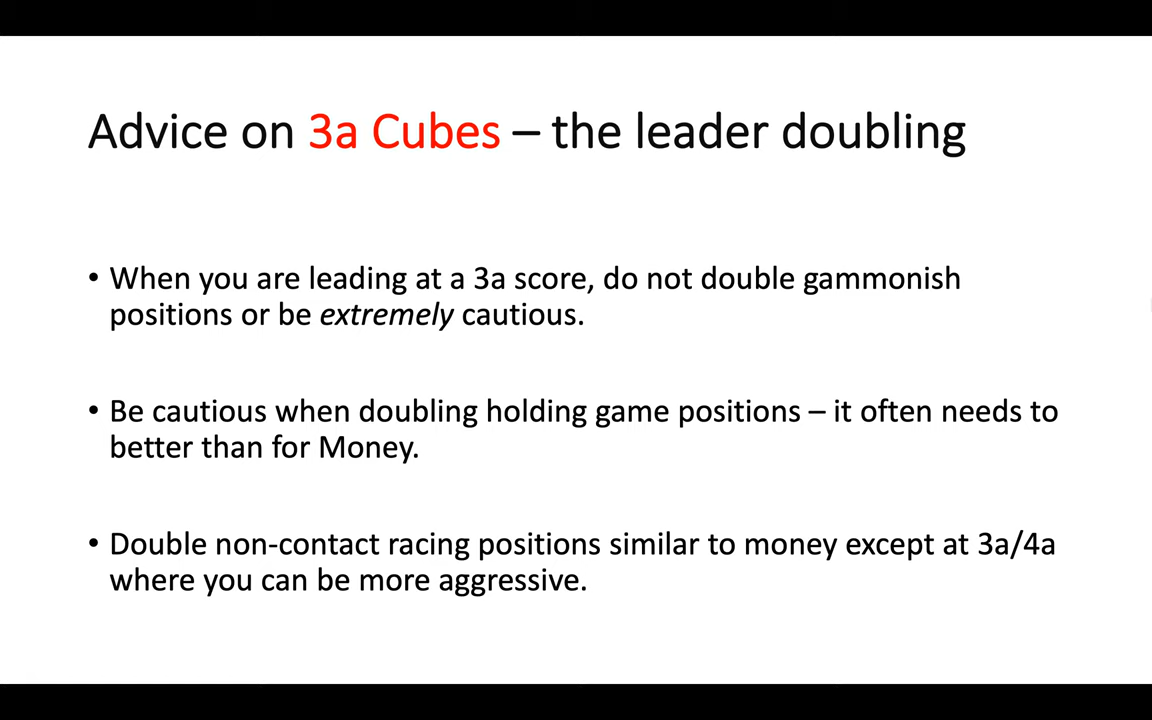 Advice on 3a Cubes – the leader doubling
• When you are leading at a 3a score, do not double gammonish
positions or be extremely cautious.
• Be cautious when doubling holding game positions – it often needs to
better than for Money.
• Double non-contact racing positions similar to money except at 3a/4a
where you can be more aggressive.